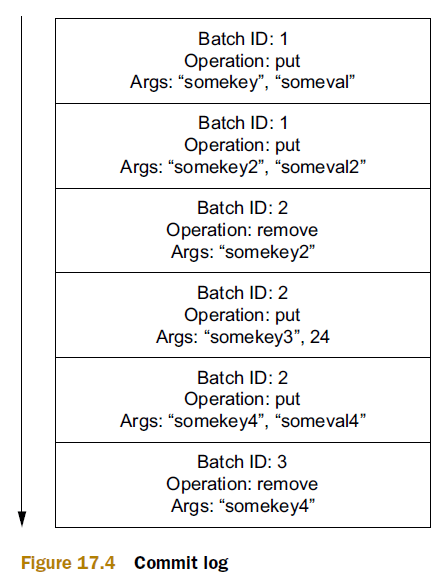 Batch ID: 1
Operation: put
Args: “somekey”, “someval”
Batch ID: 1
Operation: put
Args: “somekey2”, “someval2”
Batch ID: 2
Operation: remove
Args: “somekey2”
Batch ID: 2
Operation: put
Args: “somekey3”, 24
Batch ID: 2
Operation: put
Args: “somekey4”, “someval4”
Batch ID: 3
Operation: remove
Args: “somekey4”
Figure 17.4 Commit log